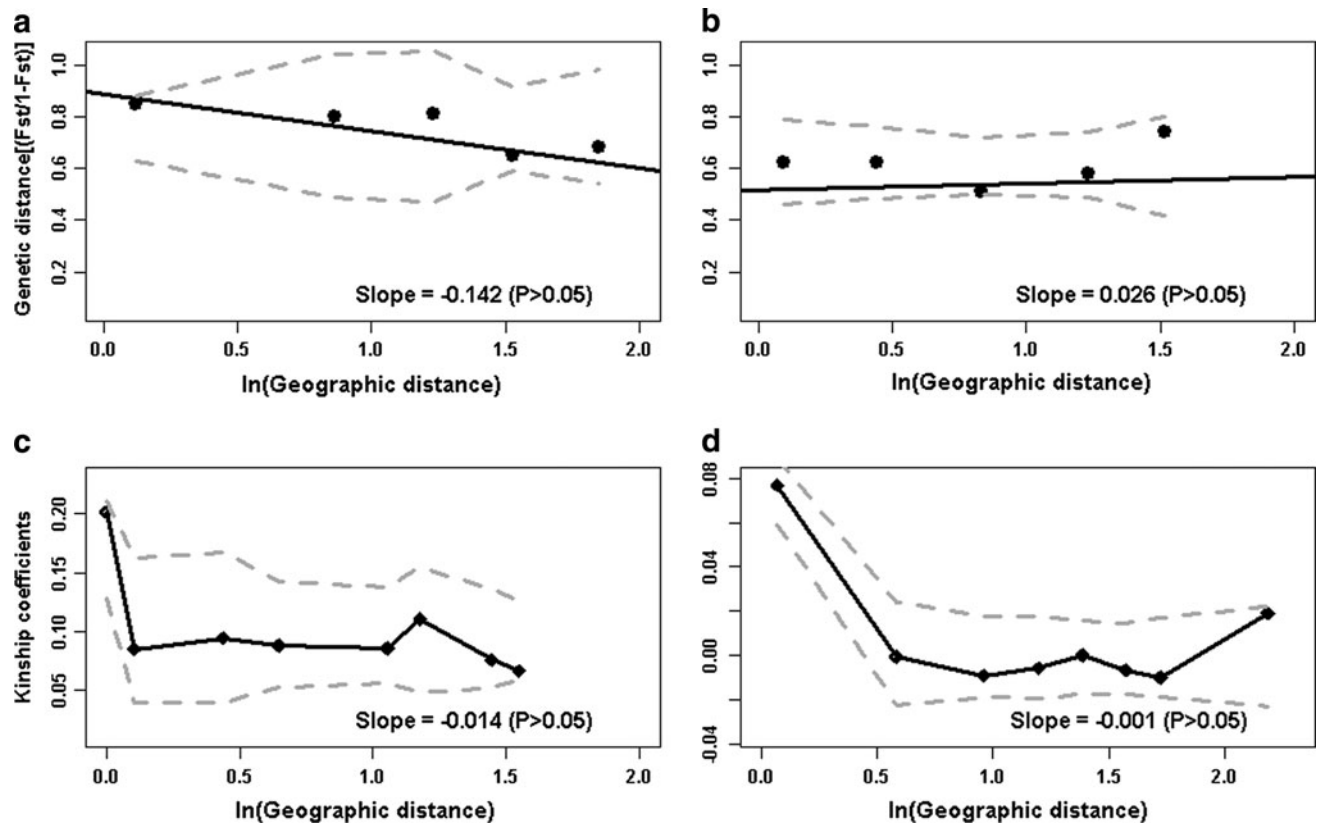 a
b
Genetic distance[(Fst/1-Fst)]
1.0
0.8
0.6
0.4
0.2
Slope = -0.142 (P>0.05)
0.0 0.5 1.0 1.5 2.0
ln(Geographic distance)
1.0
0.8
0.6
0.4
0.2
Slope = 0.026 (P>0.05)
0.0 0.5 1.0 1.5 2.0
ln(Geographic distance)
c
d
Kinship coefficients
0.20
0.15
0.10
0.05
Slope = -0.014 (P>0.05)
0.0 0.5 1.0 1.5 2.0
ln(Geographic distance)
0.08
0.04
0.00
-0.04
Slope = -0.001 (P>0.05)
0.0 0.5 1.0 1.5 2.0
ln(Geographic distance)